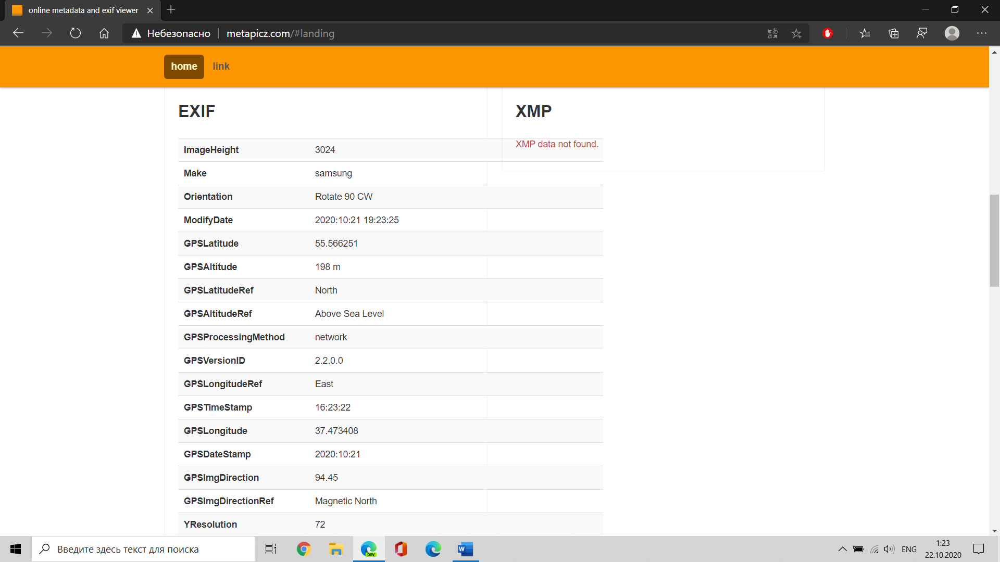 online metadata and exif viewer
Небезопасно metapicz.com/#landing
home link
EXIF
XMP
XMP data not found.
ImageHeight 3024
Make samsung
Orientation Rotate 90 CW
ModifyDate 2020:10:21 19:23:25
GPSLatitude 55.566251
GPSAltitude 198 m
GPSLatitudeRef North
GPSAltitudeRef Above Sea Level
GPSProcessingMethod network
GPSVersionID 2.2.0.0
GPSLongitudeRef East
GPSTimeStamp 16:23:22
GPSLongitude 37.473408
GPSDateStamp 2020:10:21
GPSImgDirection 94.45
GPSImgDirectionRef Magnetic North
YResolution 72
Введите здесь текст для поиска
DEV
W
ENG
1:23
22.10.2020